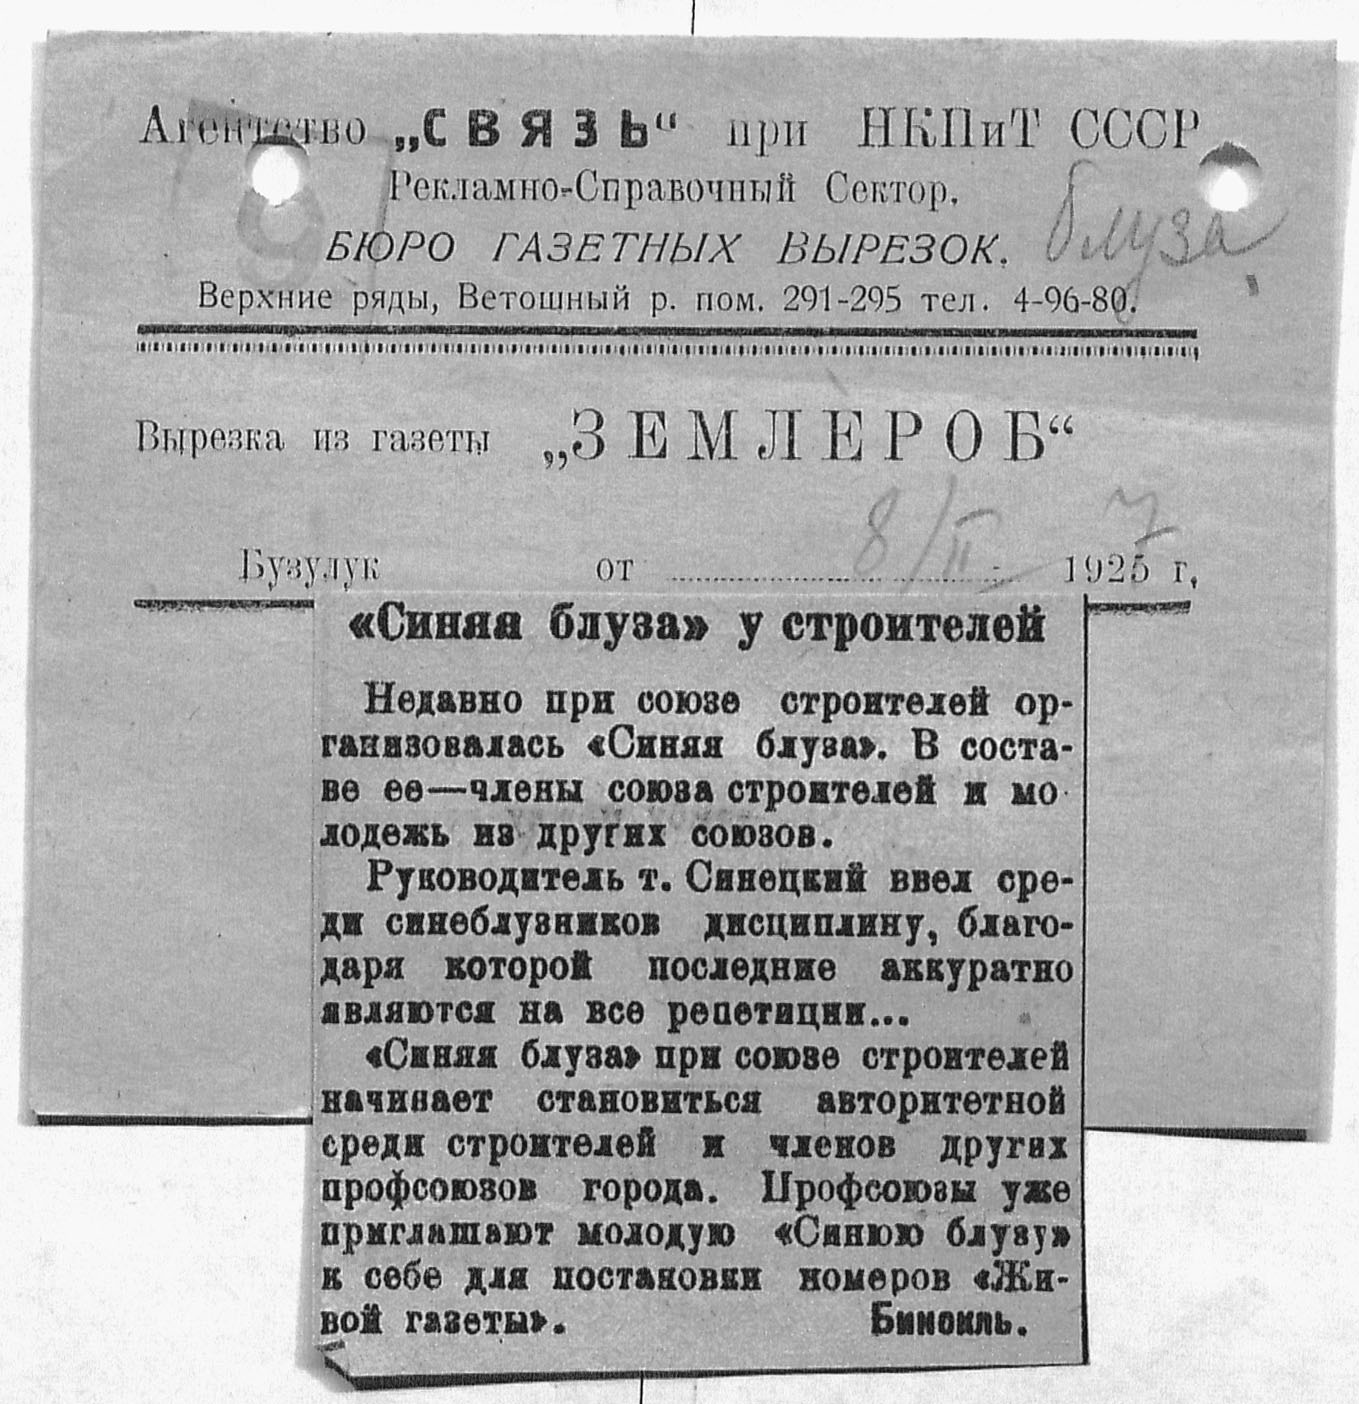 Агентство „СВЯЗЬ“ при НКПиТ СССР
Рекламно-Справочный Сектор.
БЮРО ГАЗЕТНЫХ ВЫРЕЗОК.
блуза
Верхние ряды, Ветошный р. пом. 291-295 тел. 4-96-80.
Вырезка из газеты „ЗЕМЛЕРОБ“
8/II 7
Бузулук от 1925 г.
«Синяя блуза» у строителей
Недавно при союзе строителей ор-
ганизовалась «Синяя блуза». В соста-
ве ее—члены союза строителей и мо-
лодежь из других союзов.
Руководитель т. Синецкий ввел сре-
ди синеблузников дисциплину, благо-
даря которой последние аккуратно
являются на все репетиции...
«Синяя блуза» при союзе строителей
начинает становиться авторитетной
среди строителей и членов других
профсоюзов города. Профсоюзы уже
приглашают молодую «Синюю блузу»
к себе для постановки номеров «Жи-
вой газеты».
Биноиль.